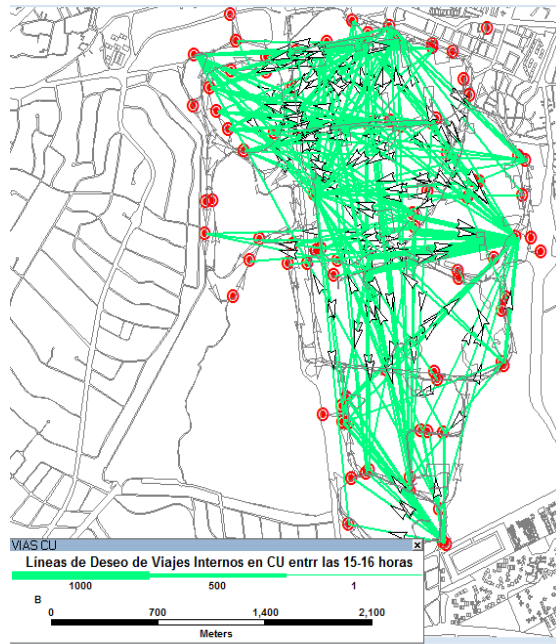 VIAS CU x
Líneas de Deseo de Viajes Internos en CU entrr las 15-16 horas
1000 500 1
B
0 700 1,400 2,100
Meters